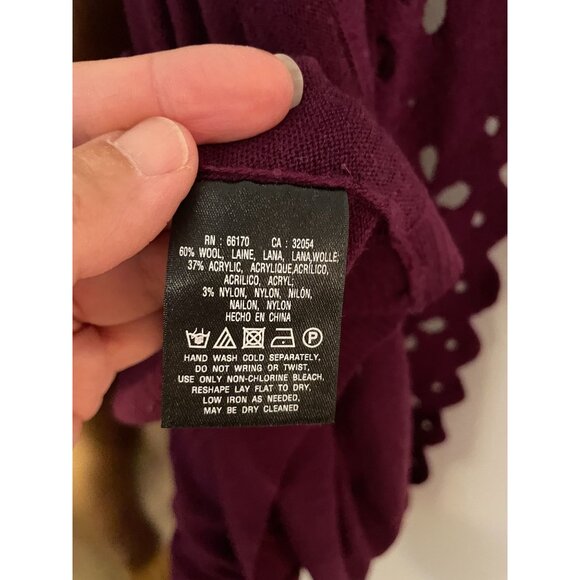 RN : 66170 CA : 32054
60% WOOL, LAINE, LANA, LANA,WOLLE;
37% ACRYLIC, ACRYLIQUE,ACRÍLICO,
ACRILICO, ACRYL;
3% NYLON, NYLON, NILÓN,
NAILON, NYLON
HECHO EN CHINA
P
HAND WASH COLD SEPARATELY,
DO NOT WRING OR TWIST,
USE ONLY NON-CHLORINE BLEACH,
RESHAPE LAY FLAT TO DRY,
LOW IRON AS NEEDED,
MAY BE DRY CLEANED